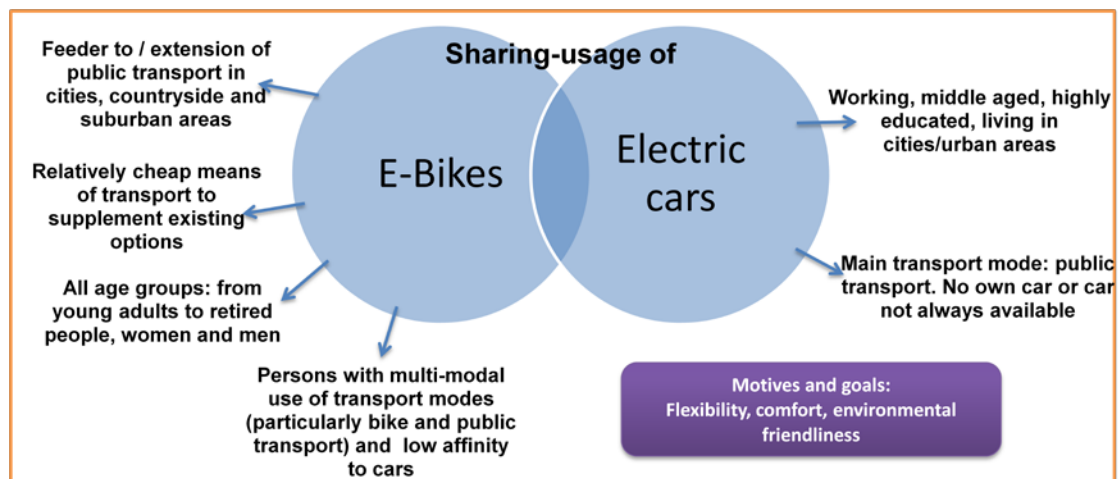 Sharing-usage of
Feeder to / extension of
public transport in
cities, countryside and
suburban areas
Relatively cheap means
of transport to
supplement existing
options
All age groups: from
young adults to retired
people, women and men
Persons with multi-modal
use of transport modes
(particularly bike and public
transport) and low affinity
to cars
E-Bikes
Electric
cars
Working, middle aged, highly
educated, living in
cities/urban areas
Main transport mode: public
transport. No own car or car
not always available
Motives and goals:
Flexibility, comfort, environmental
friendliness